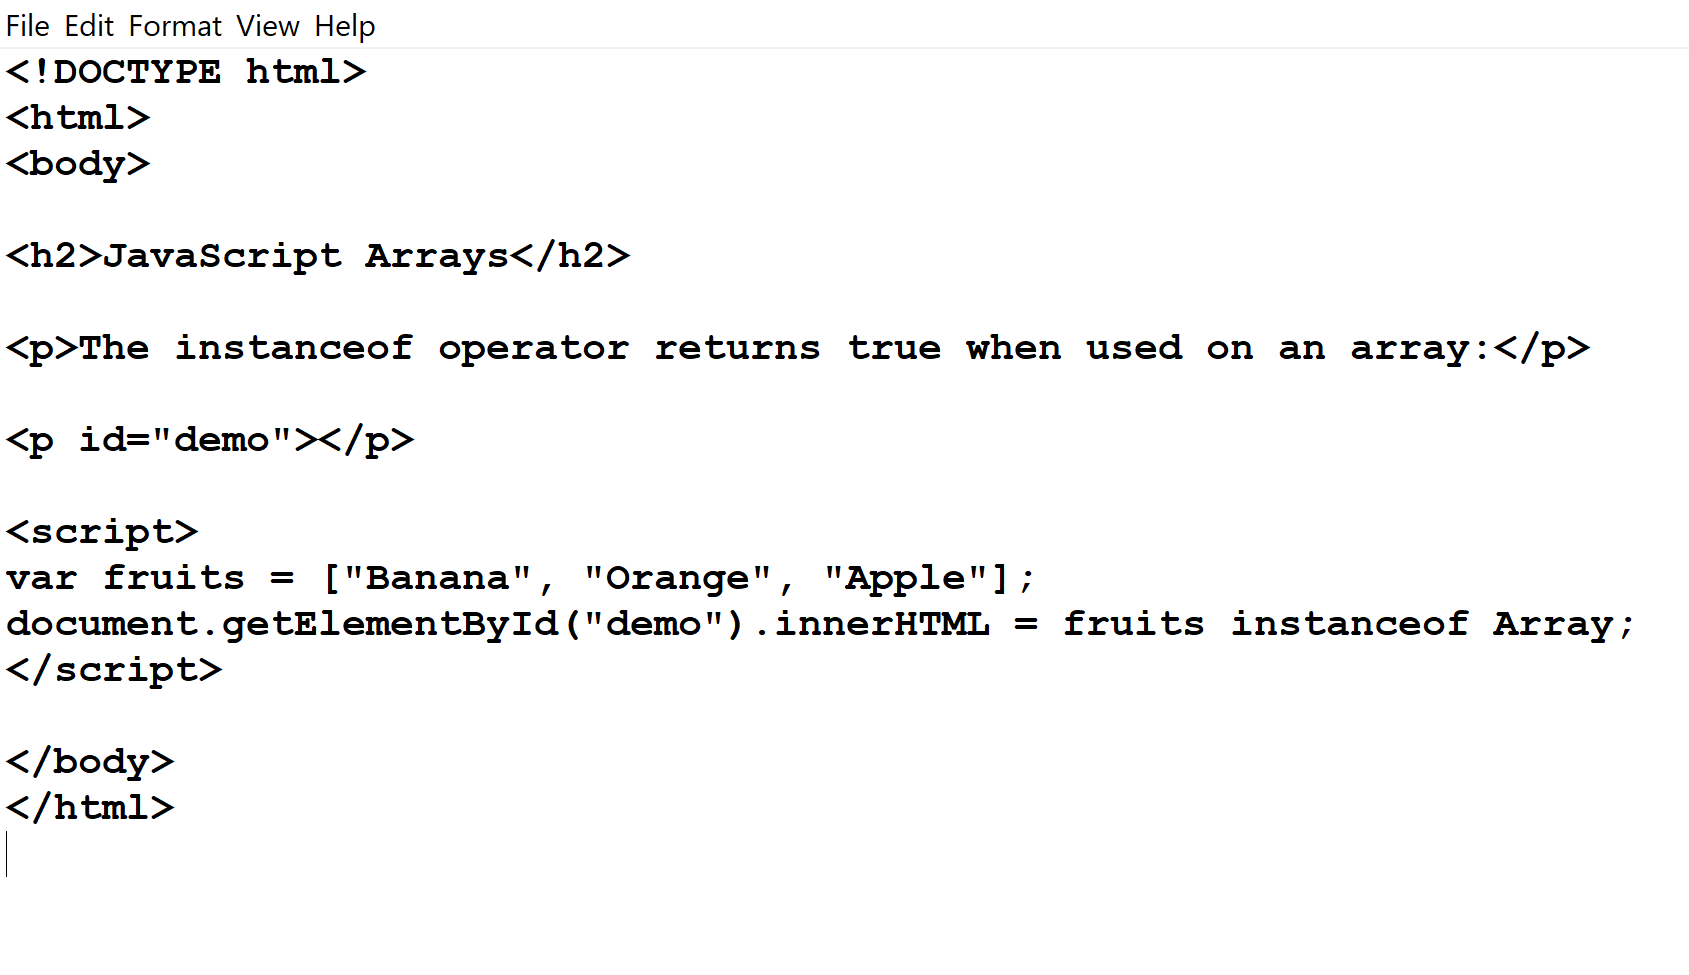 File Edit Format View Help
<!DOCTYPE html>
<html>
<body>
<h2>JavaScript Arrays</h2>
<p>The instanceof operator returns true when used on an array:</p>
<p id="demo"></p>
<script>
var fruits = ["Banana", "Orange", "Apple"];
document.getElementById("demo").innerHTML = fruits instanceof Array;
</script>
</body>
</html>